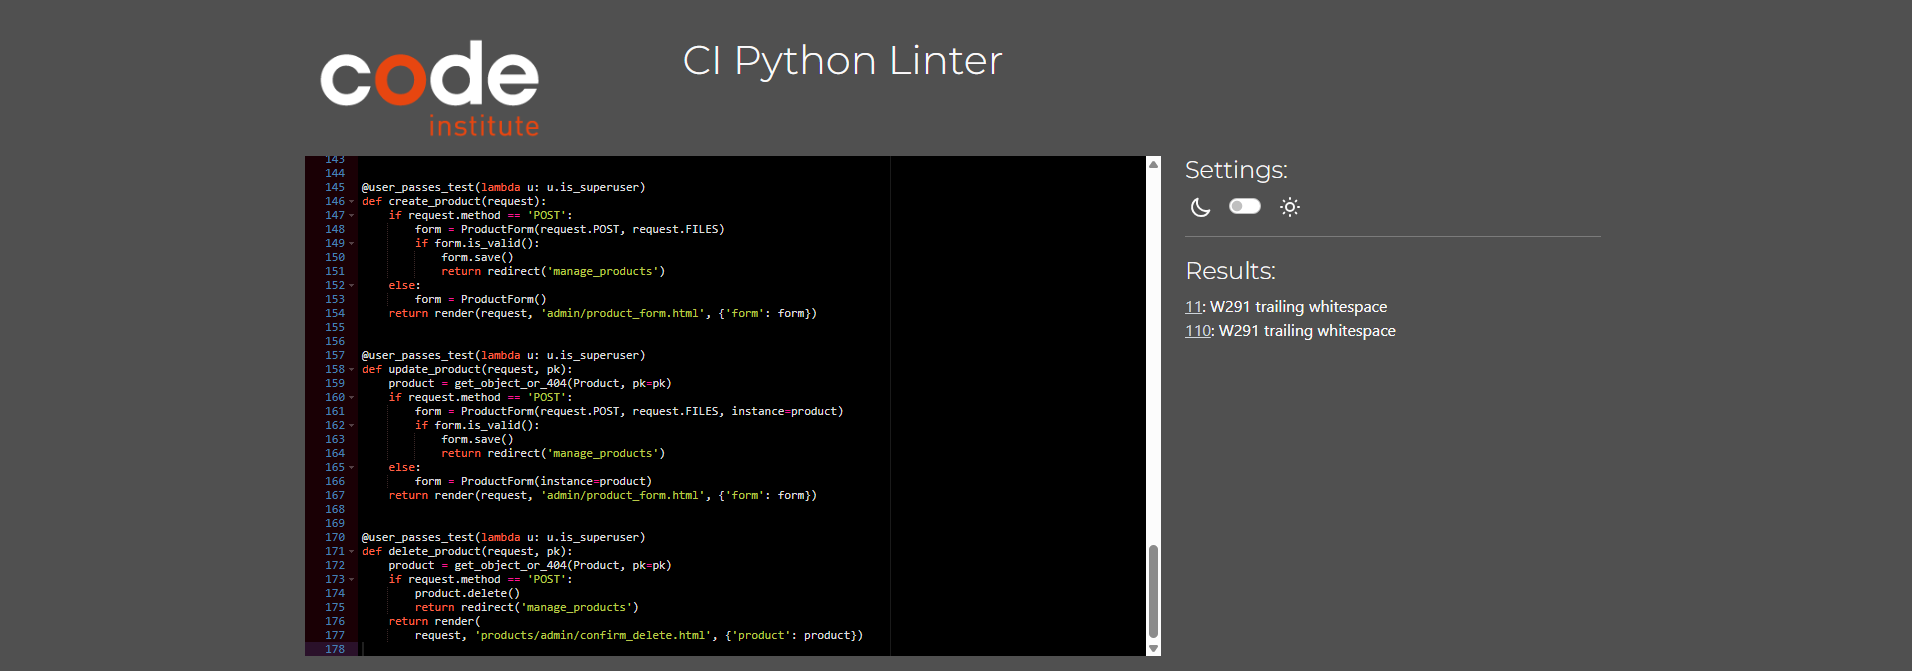 code
institute
CI Python Linter
143
144
145 @user_passes_test(lambda u: u.is_superuser)
146 def create_product(request):
147     if request.method == 'POST':
148         form = ProductForm(request.POST, request.FILES)
149         if form.is_valid():
150             form.save()
151             return redirect('manage_products')
152     else:
153         form = ProductForm()
154     return render(request, 'admin/product_form.html', {'form': form})
155
156
157 @user_passes_test(lambda u: u.is_superuser)
158 def update_product(request, pk):
159     product = get_object_or_404(Product, pk=pk)
160     if request.method == 'POST':
161         form = ProductForm(request.POST, request.FILES, instance=product)
162         if form.is_valid():
163             form.save()
164             return redirect('manage_products')
165     else:
166         form = ProductForm(instance=product)
167     return render(request, 'admin/product_form.html', {'form': form})
168
169
170 @user_passes_test(lambda u: u.is_superuser)
171 def delete_product(request, pk):
172     product = get_object_or_404(Product, pk=pk)
173     if request.method == 'POST':
174         product.delete()
175         return redirect('manage_products')
176     return render(
177         request, 'products/admin/confirm_delete.html', {'product': product})
178
Settings:
Results:
11: W291 trailing whitespace
110: W291 trailing whitespace